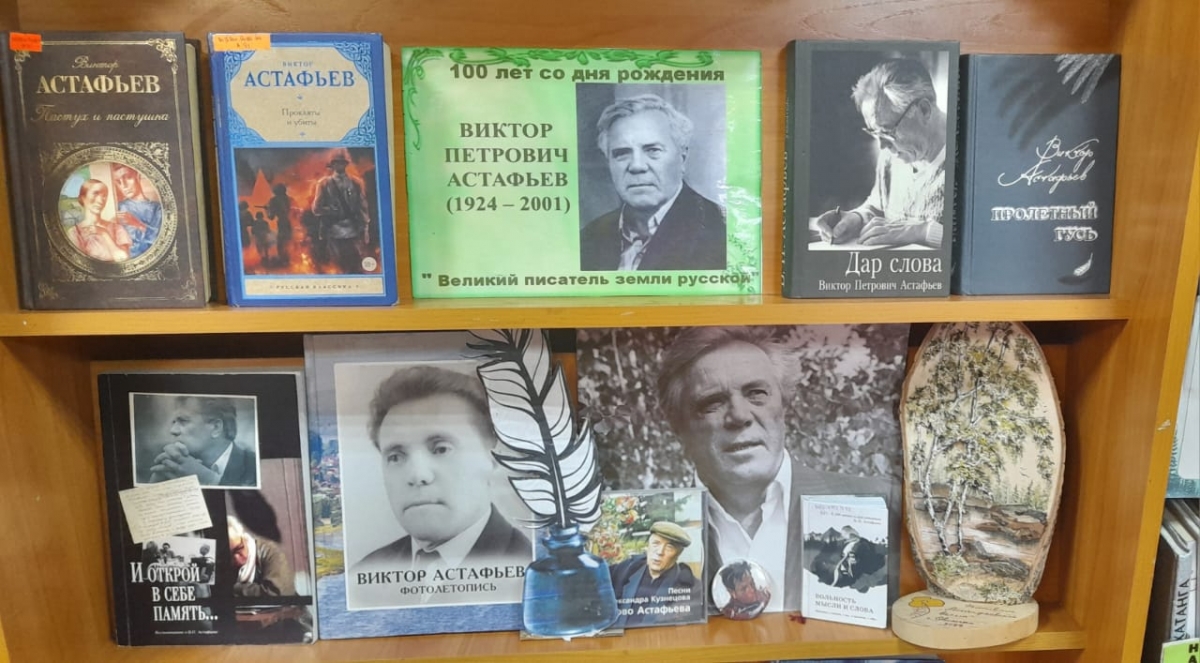 Виктор
АСТАФЬЕВ
Пастух и пастушка
ВИКТОР
АСТАФЬЕВ
Прокляты
и убиты
18+
РУССКАЯ КЛАССИКА
100 лет со дня рождения
ВИКТОР
ПЕТРОВИЧ
АСТАФЬЕВ
(1924 – 2001)
" Великий писатель земли русской"
Дар слова
Виктор Петрович Астафьев
Виктор
Астафьев
ПРОЛЕТНЫЙ
ГУСЬ
И ОТКРОЙ
В СЕБЕ
ПАМЯТЬ...
ВИКТОР АСТАФЬЕВ
ФОТОЛЕТОПИСЬ
Песни
Кузнецова
Астафьева
ВОЛЬНОСТЬ
МЫСЛИ И СЛОВА
ХАТАНГА